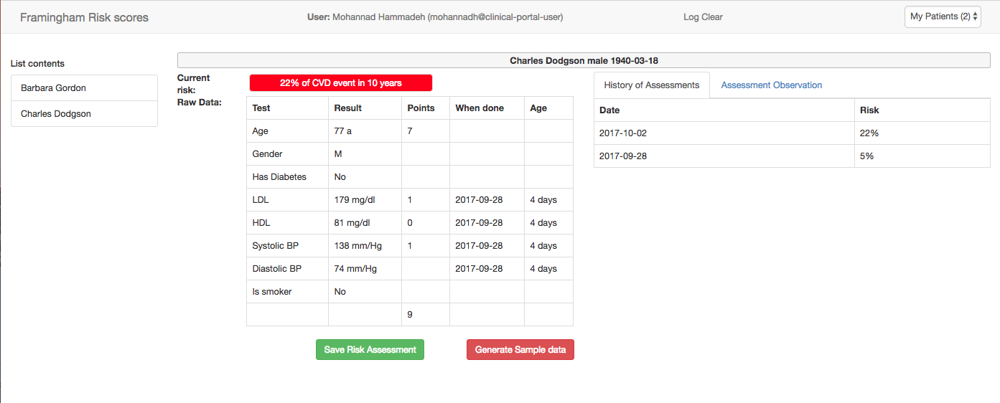 Framingham Risk scores
User: Mohannad Hammadeh (mohannadh@clinical-portal-user)
Log Clear
My Patients (2)
List contents
Barbara Gordon
Charles Dodgson
Charles Dodgson male 1940-03-18
Current
risk:
22% of CVD event in 10 years
Raw Data:
Test Result Points When done Age
Age 77 a 7
Gender M
Has Diabetes No
LDL 179 mg/dl 1 2017-09-28 4 days
HDL 81 mg/dl 0 2017-09-28 4 days
Systolic BP 138 mm/Hg 1 2017-09-28 4 days
Diastolic BP 74 mm/Hg 2017-09-28 4 days
Is smoker No
9
Save Risk Assessment
Generate Sample data
History of Assessments
Assessment Observation
Date Risk
2017-10-02 22%
2017-09-28 5%